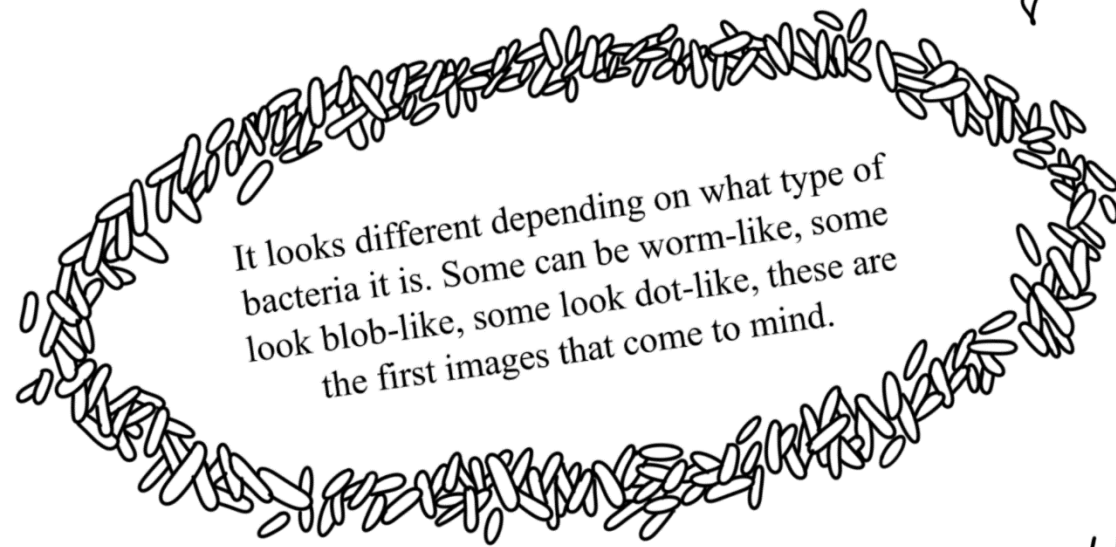 It looks different depending on what type of
bacteria it is. Some can be worm-like, some
look blob-like, some look dot-like, these are
the first images that come to mind.